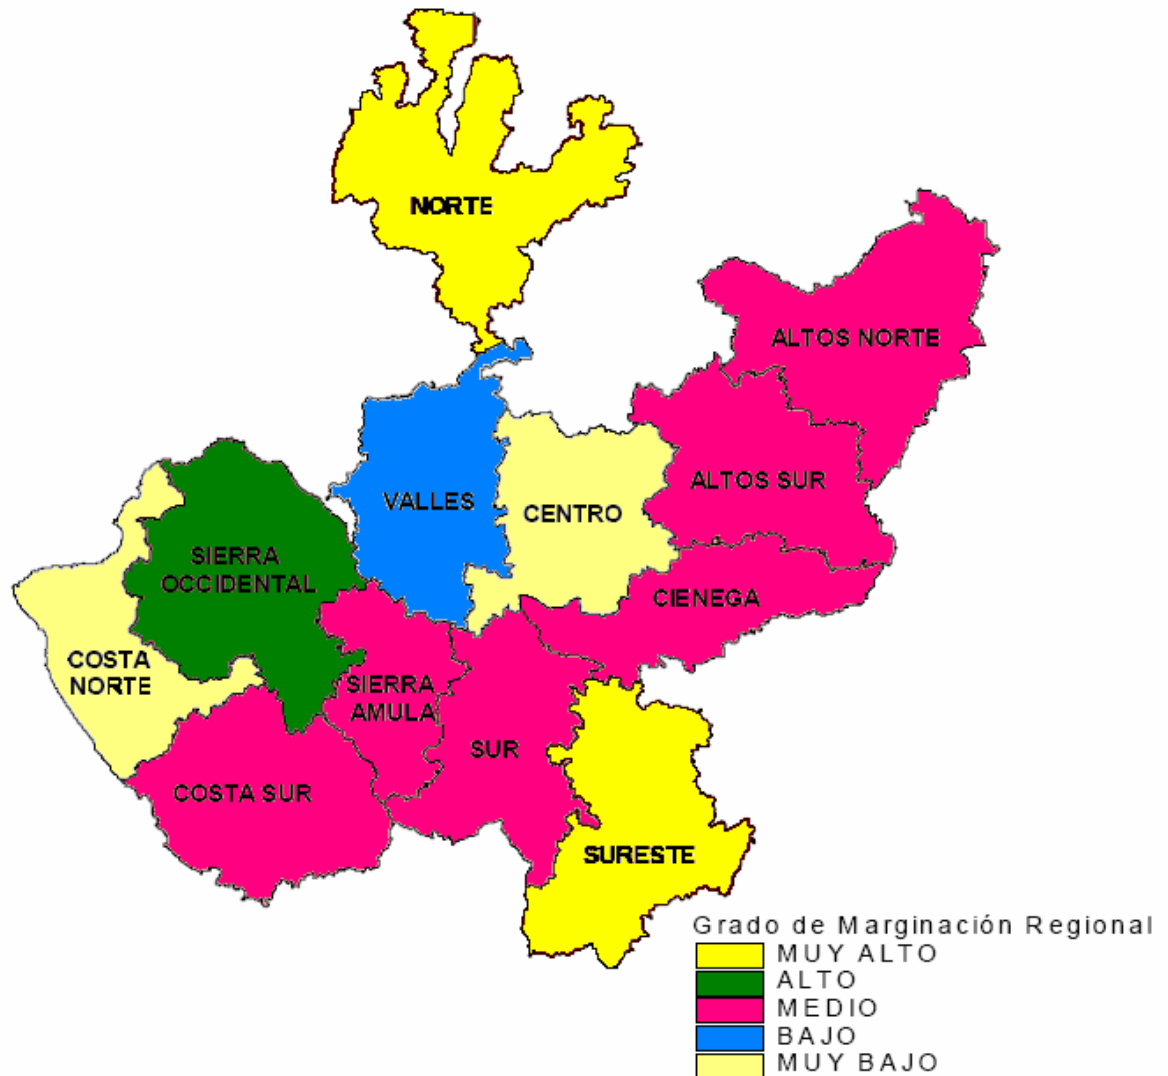 NORTE
ALTOS NORTE
ALTOS SUR
VALLES
CENTRO
SIERRA
OCCIDENTAL
CIENEGA
COSTA
NORTE
SIERRA
AMULA
SUR
COSTA SUR
SURESTE
Grado de Marginación Regional
MUY ALTO
ALTO
MEDIO
BAJO
MUY BAJO